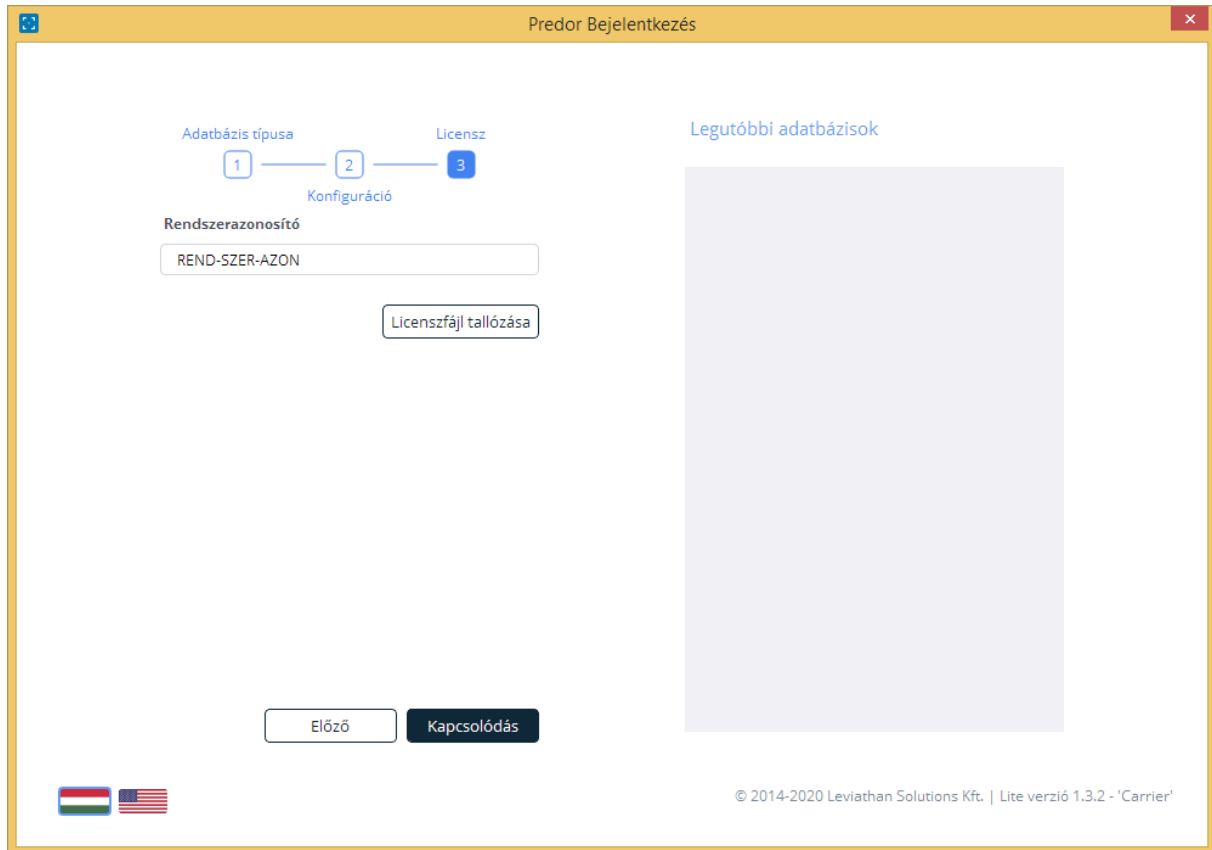 Predor Bejelentkezés
Adatbázis típusa
Licensz
1
2
3
Konfiguráció
Rendszerazonosító
REND-SZER-AZON
Licenszfájl tallózása
Előző
Kapcsolódás
Legutóbbi adatbázisok
© 2014-2020 Leviathan Solutions Kft. | Lite verzió 1.3.2 - 'Carrier'